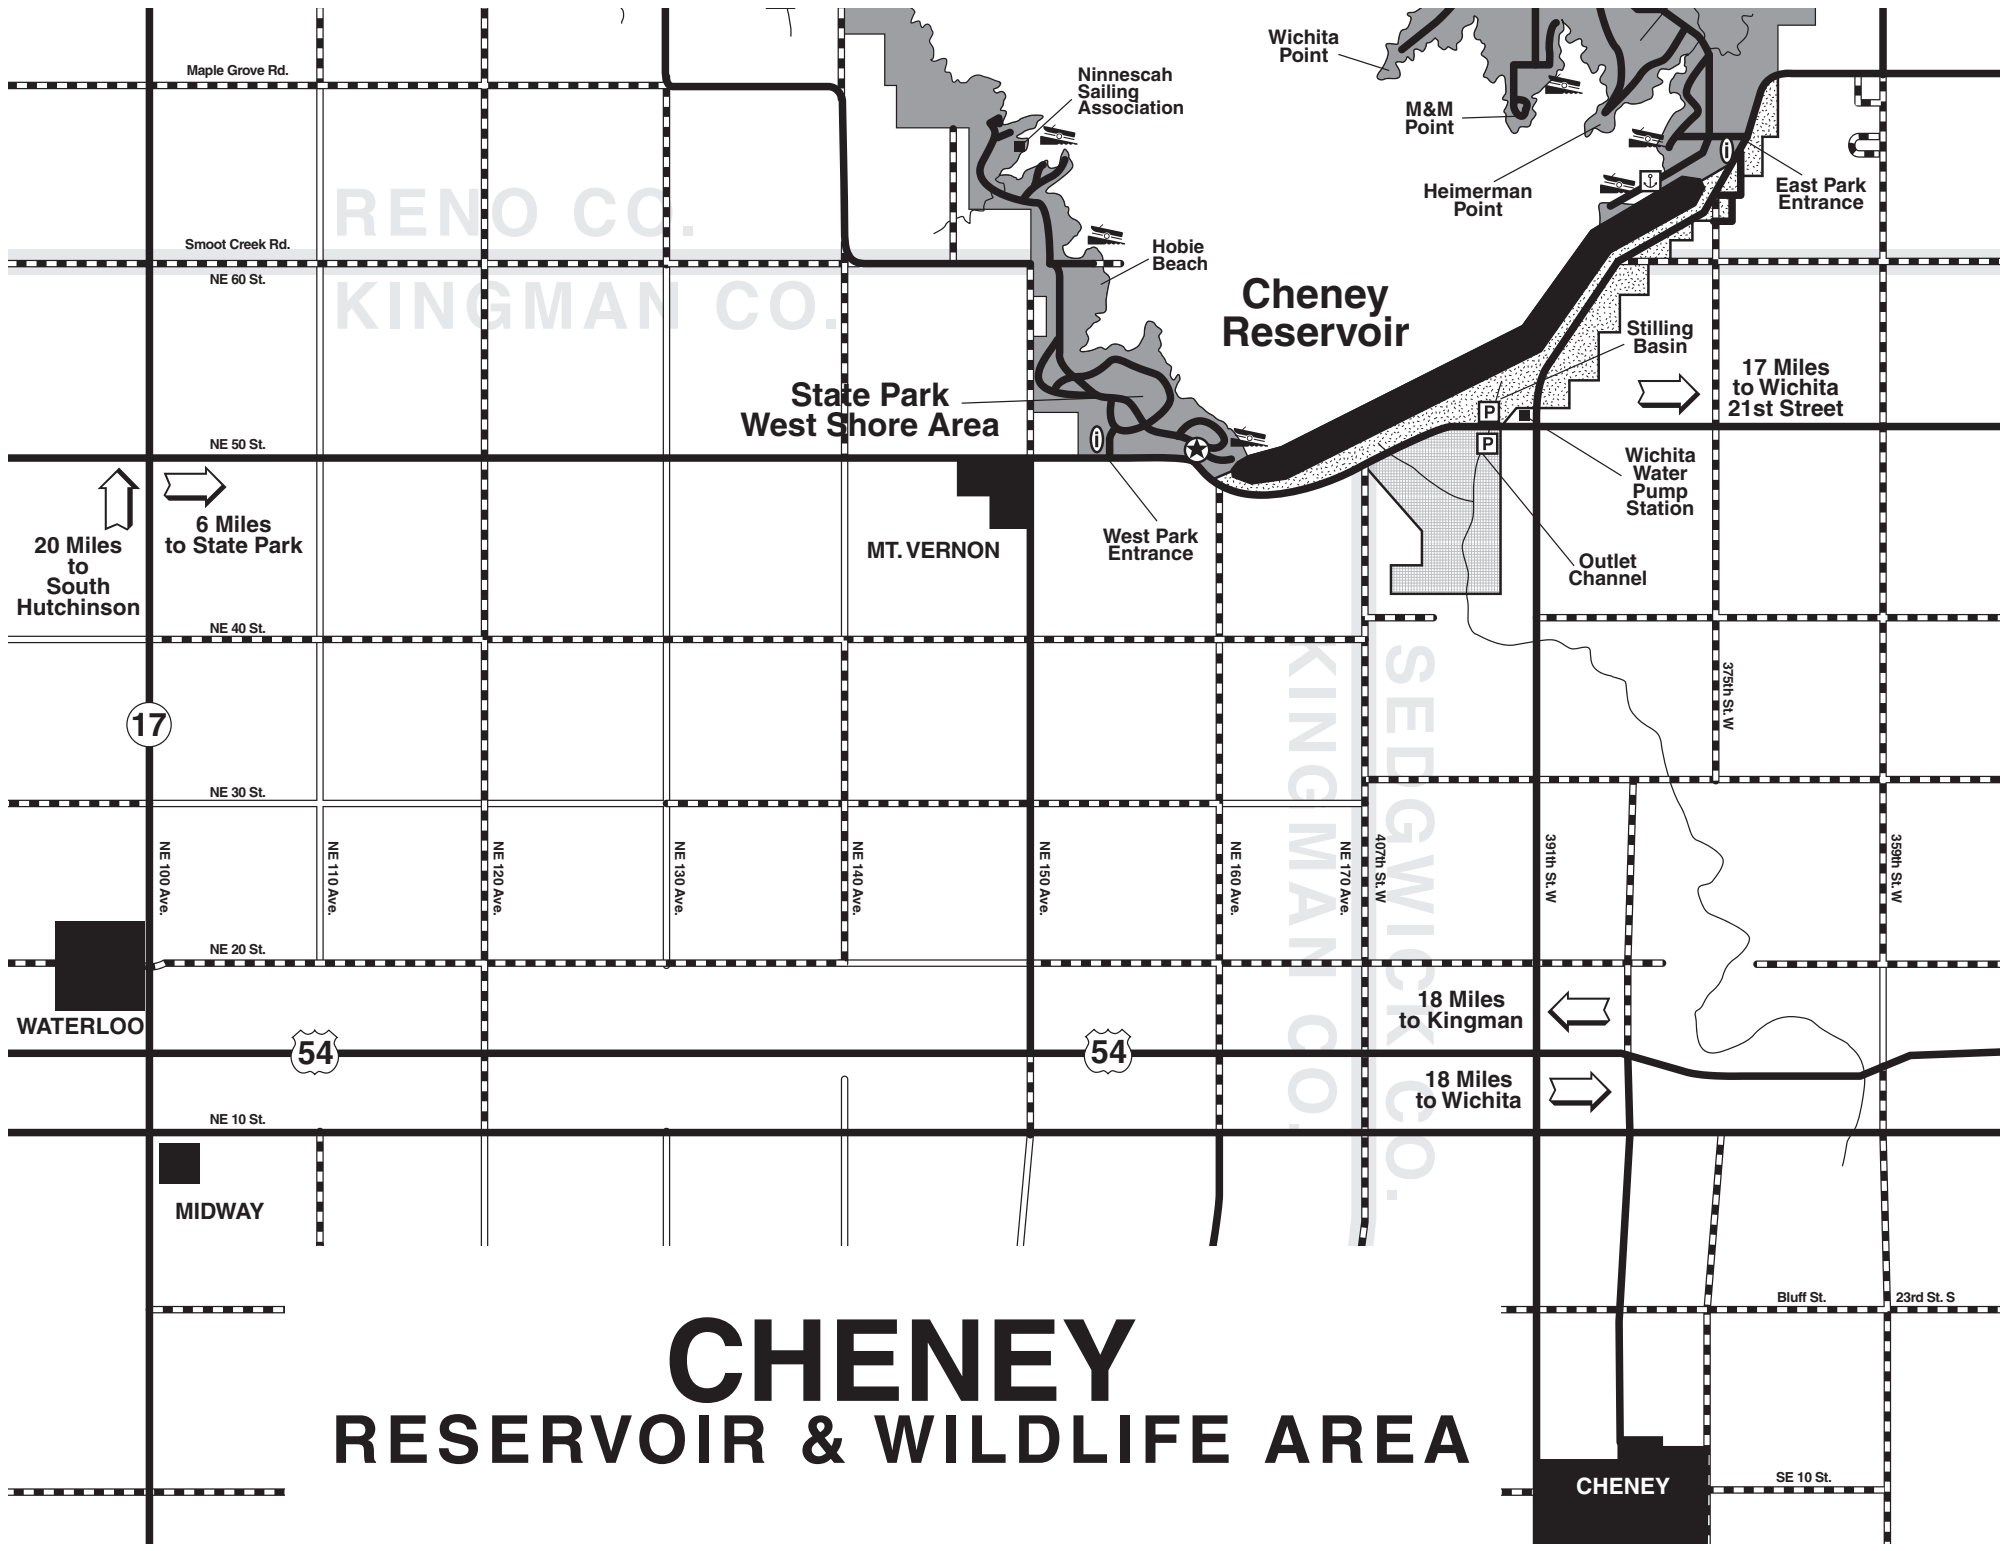 Wichita
Point
Maple Grove Rd.
Ninnescah
Sailing
Association
M&M
Point
Heimerman
Point
East Park
Entrance
RENO CO.
Smoot Creek Rd.
NE 60 St.
KINGMAN CO.
Hobie
Beach
Cheney
Reservoir
Stilling
Basin
17 Miles
to Wichita
21st Street
State Park
West Shore Area
P
P
i
i
NE 50 St.
Wichita
Water
Pump
Station
6 Miles
to State Park
20 Miles
to
South
Hutchinson
MT. VERNON
West Park
Entrance
Outlet
Channel
NE 40 St.
KINGMAN CO.
SEDGWICK CO.
375th St. W
17
NE 30 St.
NE 100 Ave.
NE 110 Ave.
NE 120 Ave.
NE 130 Ave.
NE 140 Ave.
NE 150 Ave.
NE 160 Ave.
NE 170 Ave.
407th St. W
391th St. W
359th St. W
NE 20 St.
WATERLOO
18 Miles
to Kingman
54
54
18 Miles
to Wichita
NE 10 St.
MIDWAY
Bluff St.
23rd St. S
CHENEY
RESERVOIR & WILDLIFE AREA
CHENEY
SE 10 St.